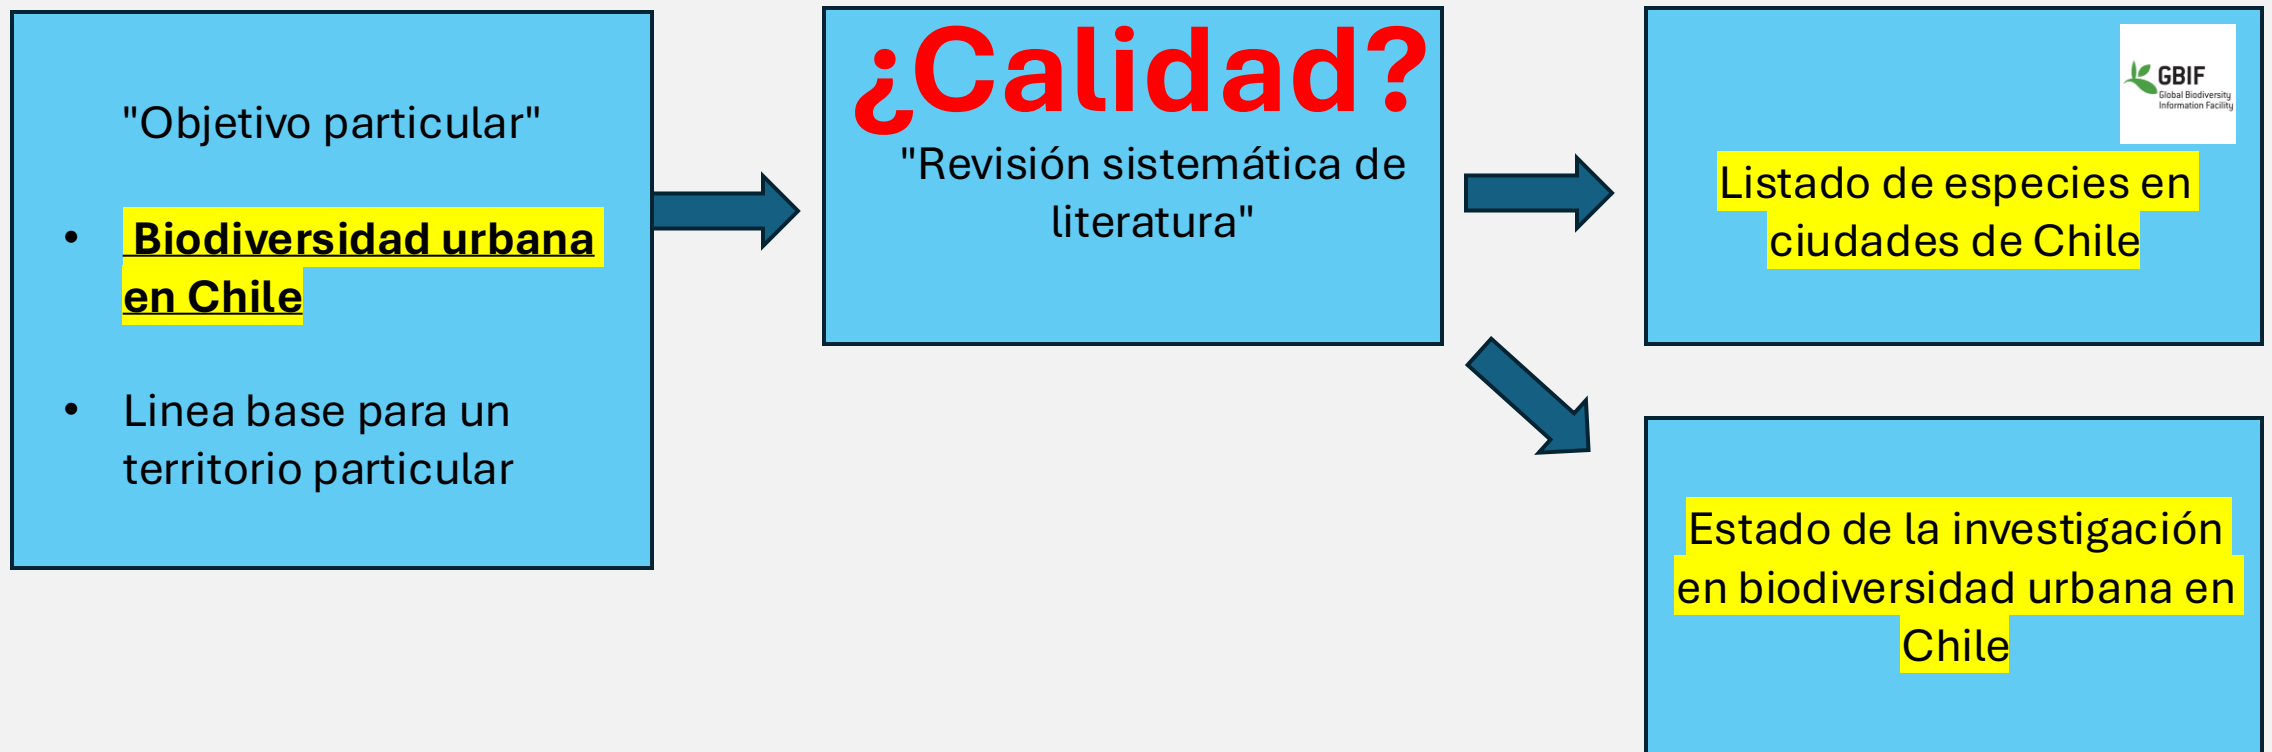 "Objetivo particular"
• Biodiversidad urbana
en Chile
• Linea base para un
territorio particular
¿Calidad?
"Revisión sistemática de
literatura"
GBIF
Global Biodiversity
Information Facility
Listado de especies en
ciudades de Chile
Estado de la investigación
en biodiversidad urbana en
Chile